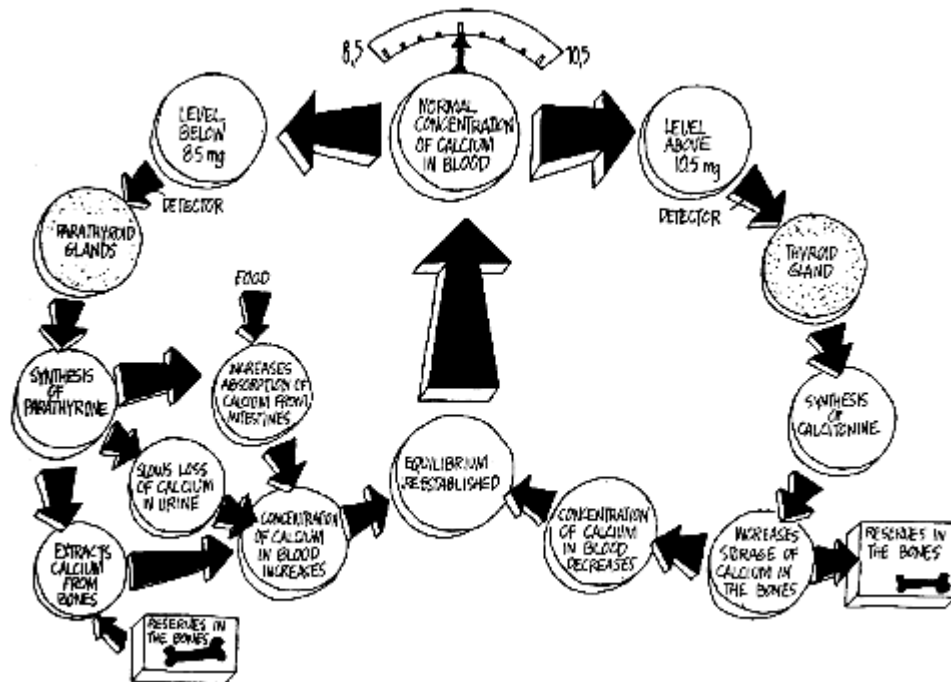 8,5
10,5
NORMAL
CONCENTRATION
OF CALCIUM
IN BLOOD
LEVEL
BELOW
8.5 mg
DETECTOR
PARATHYROID
GLANDS
SYNTHESIS
OF
PARATHYRONE
FOOD
INCREASES
ABSORPTION OF
CALCIUM FROM
INTESTINES
SLOWS LOSS
OF CALCIUM
IN URINE
EXTRACTS
CALCIUM
FROM
BONES
RESERVES IN
THE BONES
CONCENTRATION
OF CALCIUM
IN BLOOD
INCREASES
EQUILIBRIUM
REESTABLISHED
LEVEL
ABOVE
10.5 mg
DETECTOR
THYROID
GLAND
SYNTHESIS
OF
CALCITONINE
INCREASES
STORAGE OF
CALCIUM IN
THE BONES
RESERVES IN
THE BONES
CONCENTRATION
OF CALCIUM
IN BLOOD
DECREASES